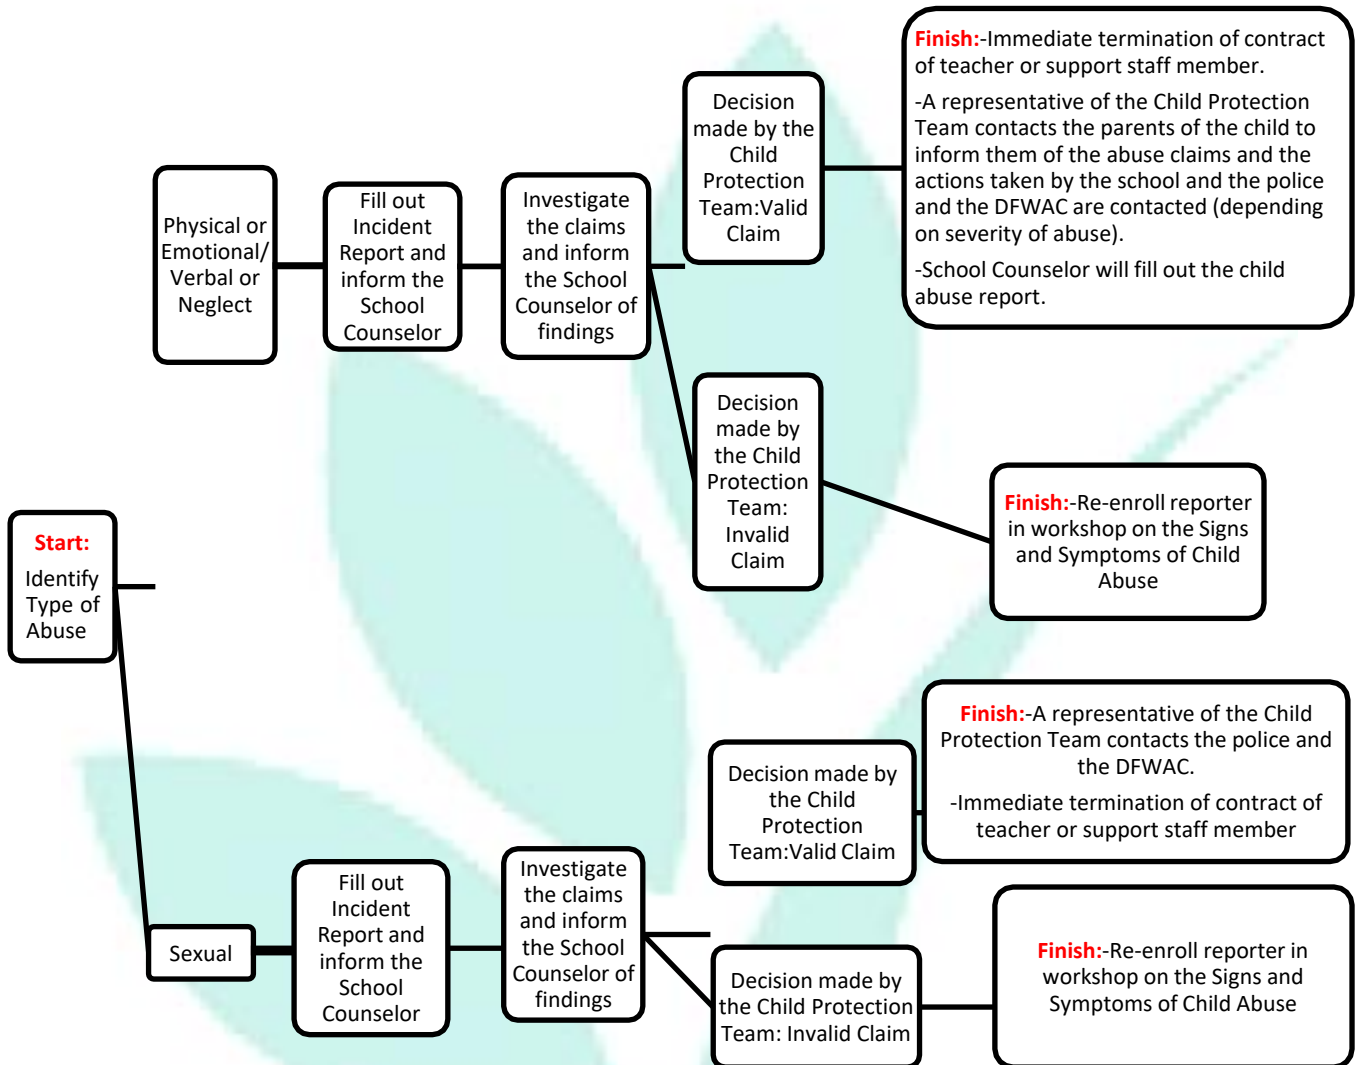 Start:
Identify
Type of
Abuse
Physical or
Emotional/
Verbal or
Neglect
Fill out
Incident
Report and
inform the
School
Counselor
Investigate
the claims
and inform
the School
Counselor of
findings
Decision
made by the
Child
Protection
Team:Valid
Claim
Finish:-Immediate termination of contract
of teacher or support staff member.
-A representative of the Child Protection
Team contacts the parents of the child to
inform them of the abuse claims and the
actions taken by the school and the police
and the DFWAC are contacted (depending
on severity of abuse).
-School Counselor will fill out the child
abuse report.
Decision
made by
the Child
Protection
Team:
Invalid
Claim
Finish:-Re-enroll reporter
in workshop on the Signs
and Symptoms of Child
Abuse
Sexual
Fill out
Incident
Report and
inform the
School
Counselor
Investigate
the claims
and inform
the School
Counselor of
findings
Decision made by
the Child
Protection
Team:Valid Claim
Finish:-A representative of the Child
Protection Team contacts the police and
the DFWAC.
-Immediate termination of contract of
teacher or support staff member
Decision made by
the Child Protection
Team: Invalid Claim
Finish:-Re-enroll reporter in
workshop on the Signs and
Symptoms of Child Abuse